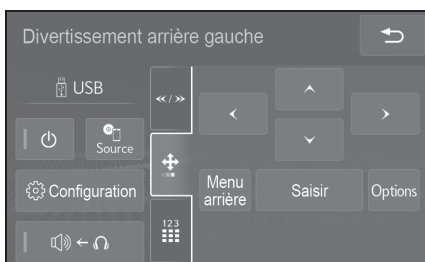 Divertissement arrière gauche
USB
Source
Configuration
123
Menu
arrière
Saisir
Options